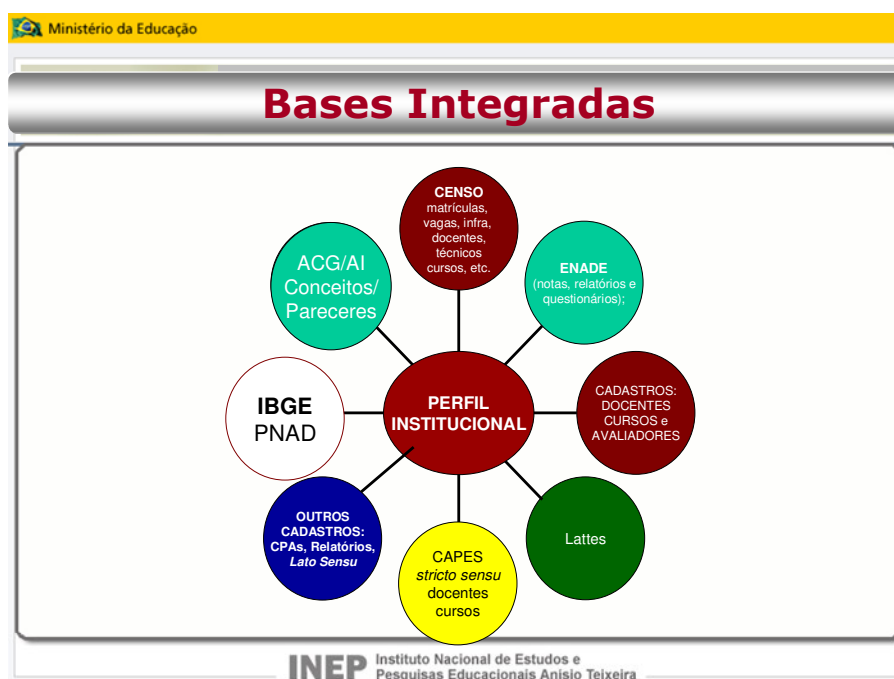 Ministério da Educação
Bases Integradas
CENSO
matrículas,
vagas, infra,
docentes,
técnicos
cursos, etc.
ACG/AI
Conceitos/
Pareceres
ENADE
(notas, relatórios e
questionários);
IBGE
PNAD
PERFIL
INSTITUCIONAL
CADASTROS:
DOCENTES
CURSOS e
AVALIADORES
OUTROS
CADASTROS:
CPAs, Relatórios,
Lato Sensu
CAPES
stricto sensu
docentes
cursos
Lattes
INEP
Instituto Nacional de Estudos e
Pesquisas Educacionais Anísio Teixeira